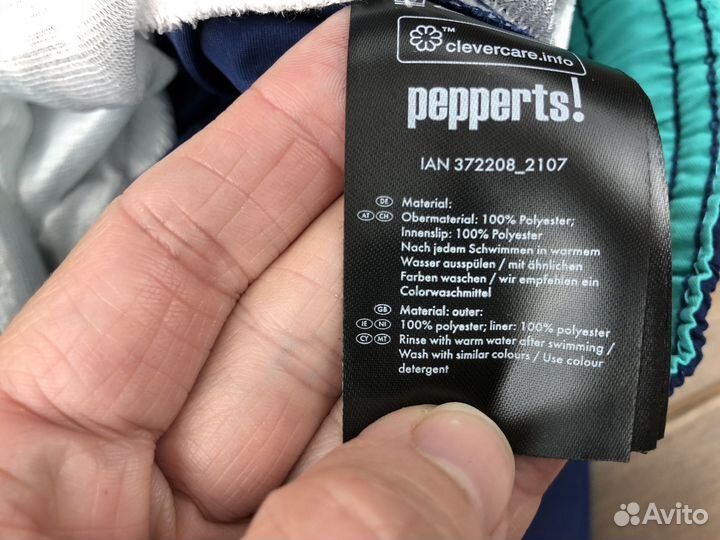 ™
clevercare.info
pepperts!
IAN 372208_2107
DE Material:
AT CH Obermaterial: 100% Polyester;
Innenslip: 100% Polyester
Nach jedem Schwimmen in warmem
Wasser ausspülen / mit ähnlichen
Farben waschen / wir empfehlen ein
Colorwaschmittel
GB Material: outer:
IE NI 100% polyester; liner: 100% polyester
CY MT Rinse with warm water after swimming /
Wash with similar colours / Use colour
detergent
Avito